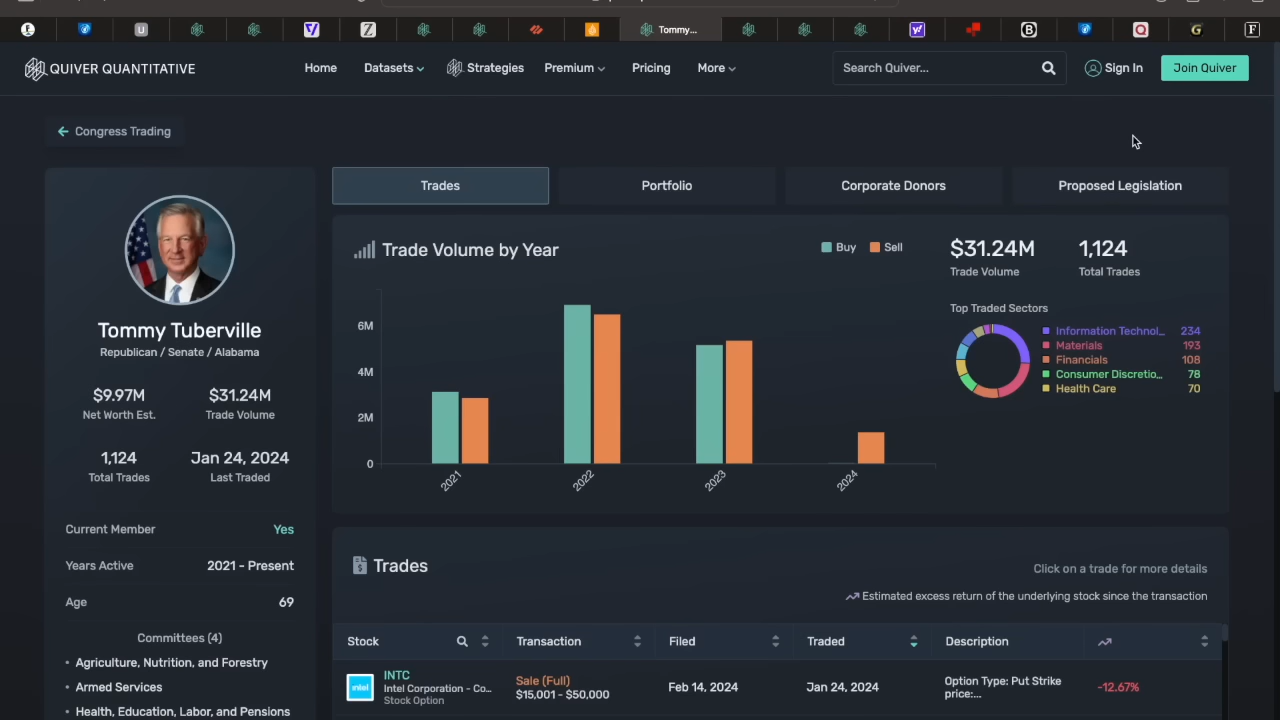 Tommy...
QUIVER QUANTITATIVE
Home
Datasets
Strategies
Premium
Pricing
More
Search Quiver...
Sign In
Join Quiver
Congress Trading
Trades
Portfolio
Corporate Donors
Proposed Legislation
Tommy Tuberville
Republican / Senate / Alabama
$9.97M
Net Worth Est.
$31.24M
Trade Volume
1,124
Total Trades
Jan 24, 2024
Last Traded
Current Member Yes
Years Active 2021 - Present
Age 69
Committees (4)
• Agriculture, Nutrition, and Forestry
• Armed Services
• Health, Education, Labor, and Pensions
Trade Volume by Year
Buy Sell
6M
4M
2M
0
2021
2022
2023
2024
$31.24M
Trade Volume
1,124
Total Trades
Top Traded Sectors
Information Technol... 234
Materials 193
Financials 108
Consumer Discretio... 78
Health Care 70
Trades
Click on a trade for more details
Estimated excess return of the underlying stock since the transaction
Stock Transaction Filed Traded Description
intel
INTC
Intel Corporation - Co...
Stock Option
Sale (Full)
$15,001 - $50,000
Feb 14, 2024
Jan 24, 2024
Option Type: Put Strike
price:...
-12.67%